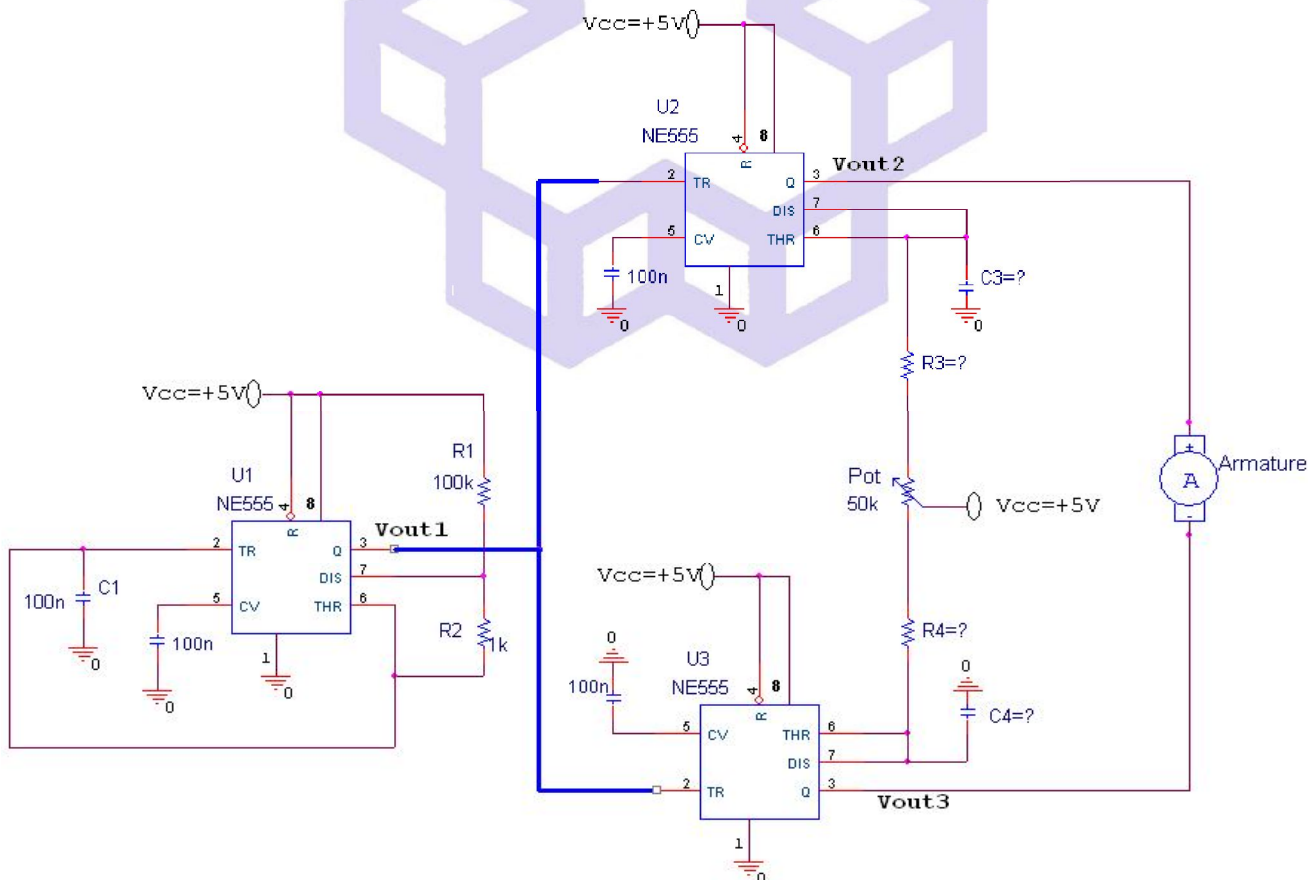 Vcc=+5V
U2
NE555
4
8
R
Vout2
2
TR
Q
3
DIS
7
5
CV
THR
6
100n
1
0
0
C3=?
0
R3=?
Vcc=+5V
R1
100k
U1
NE555
4
8
R
Vout1
2
TR
Q
3
DIS
7
C1
100n
5
CV
THR
6
0
100n
0
1
0
R2
1k
Pot
50k
Vcc=+5V
A
+
-
Armature
Vcc=+5V
R4=?
0
100n
U3
NE555
4
8
R
0
C4=?
5
CV
THR
6
DIS
7
2
TR
Q
3
Vout3
1
0